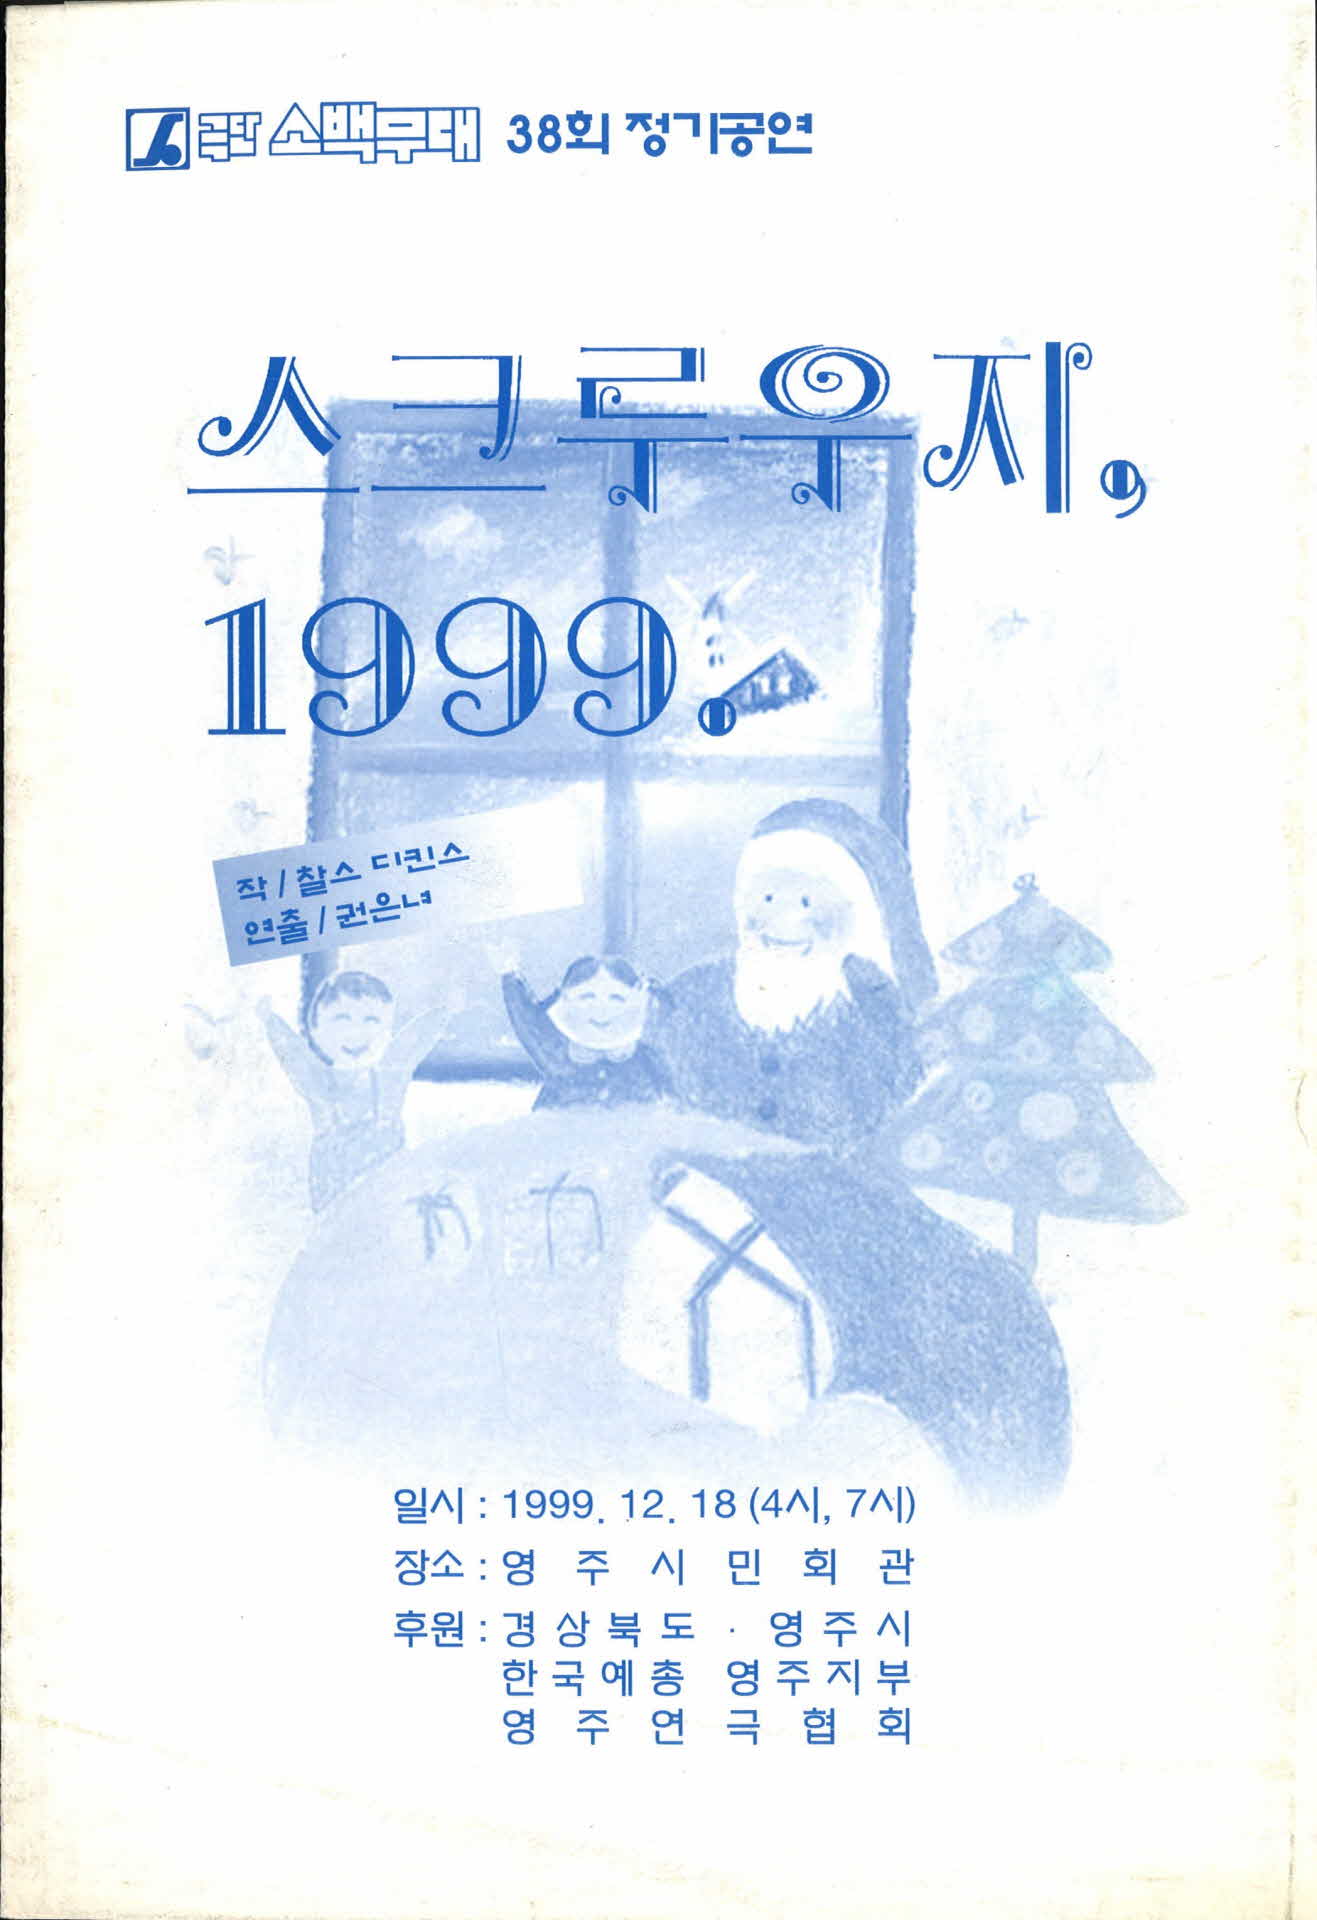 극단 소백무대 38회 정기공연
스크루우지,
1999.
작 / 찰스 디킨스
연출 / 권은녀
일시 : 1999. 12. 18 (4시, 7시)
장소 : 영 주 시 민 회 관
후원 : 경 상 북 도 · 영 주 시
한국예총 영주지부
영 주 연 극 협 회